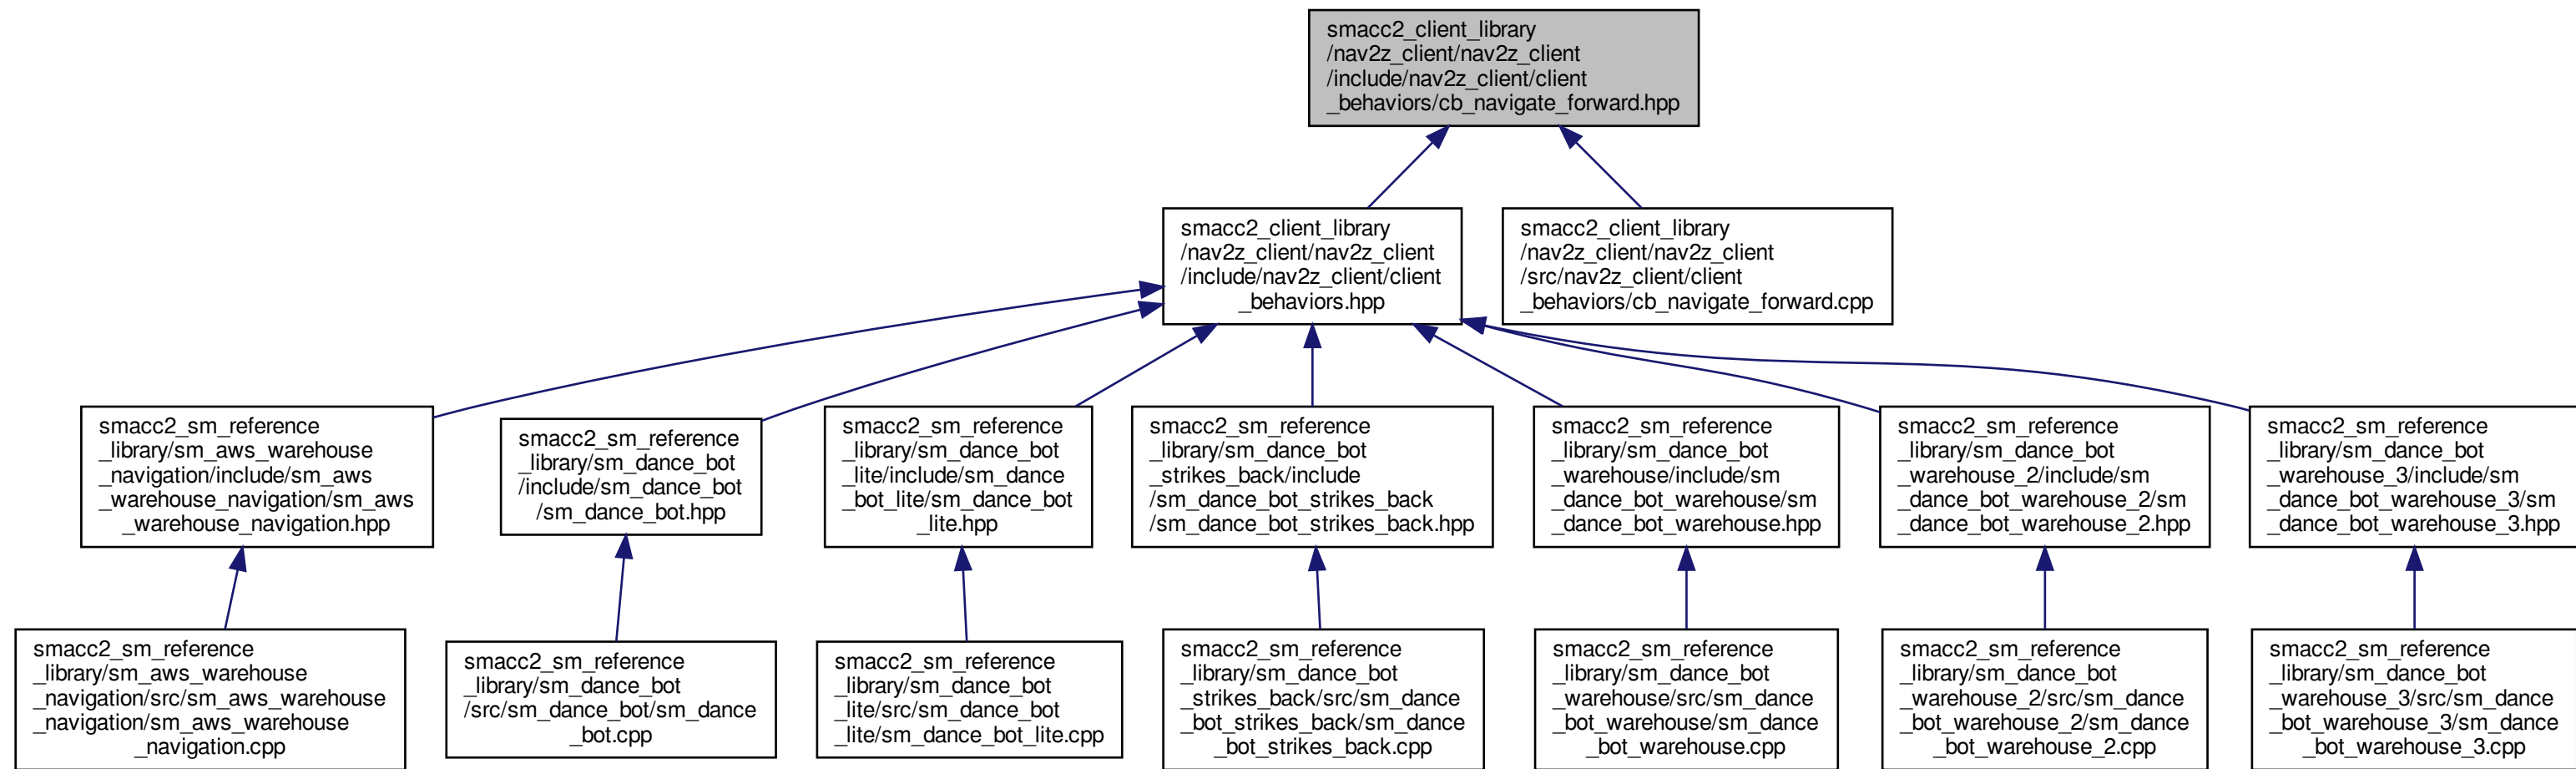 smacc2_client_library
/nav2z_client/nav2z_client
/include/nav2z_client/client
_behaviors/cb_navigate_forward.hpp
smacc2_client_library
/nav2z_client/nav2z_client
/include/nav2z_client/client
_behaviors.hpp
smacc2_client_library
/nav2z_client/nav2z_client
/src/nav2z_client/client
_behaviors/cb_navigate_forward.cpp
smacc2_sm_reference
_library/sm_aws_warehouse
_navigation/include/sm_aws
_warehouse_navigation/sm_aws
_warehouse_navigation.hpp
smacc2_sm_reference
_library/sm_dance_bot
/include/sm_dance_bot
/sm_dance_bot.hpp
smacc2_sm_reference
_library/sm_dance_bot
_lite/include/sm_dance
_bot_lite/sm_dance_bot
_lite.hpp
smacc2_sm_reference
_library/sm_dance_bot
_strikes_back/include
/sm_dance_bot_strikes_back
/sm_dance_bot_strikes_back.hpp
smacc2_sm_reference
_library/sm_dance_bot
_warehouse/include/sm
_dance_bot_warehouse/sm
_dance_bot_warehouse.hpp
smacc2_sm_reference
_library/sm_dance_bot
_warehouse_2/include/sm
_dance_bot_warehouse_2/sm
_dance_bot_warehouse_2.hpp
smacc2_sm_reference
_library/sm_dance_bot
_warehouse_3/include/sm
_dance_bot_warehouse_3/sm
_dance_bot_warehouse_3.hpp
smacc2_sm_reference
_library/sm_aws_warehouse
_navigation/src/sm_aws_warehouse
_navigation/sm_aws_warehouse
_navigation.cpp
smacc2_sm_reference
_library/sm_dance_bot
/src/sm_dance_bot/sm_dance
_bot.cpp
smacc2_sm_reference
_library/sm_dance_bot
_lite/src/sm_dance_bot
_lite/sm_dance_bot_lite.cpp
smacc2_sm_reference
_library/sm_dance_bot
_strikes_back/src/sm_dance
_bot_strikes_back/sm_dance
_bot_strikes_back.cpp
smacc2_sm_reference
_library/sm_dance_bot
_warehouse/src/sm_dance
_bot_warehouse/sm_dance
_bot_warehouse.cpp
smacc2_sm_reference
_library/sm_dance_bot
_warehouse_2/src/sm_dance
_bot_warehouse_2/sm_dance
_bot_warehouse_2.cpp
smacc2_sm_reference
_library/sm_dance_bot
_warehouse_3/src/sm_dance
_bot_warehouse_3/sm_dance
_bot_warehouse_3.cpp